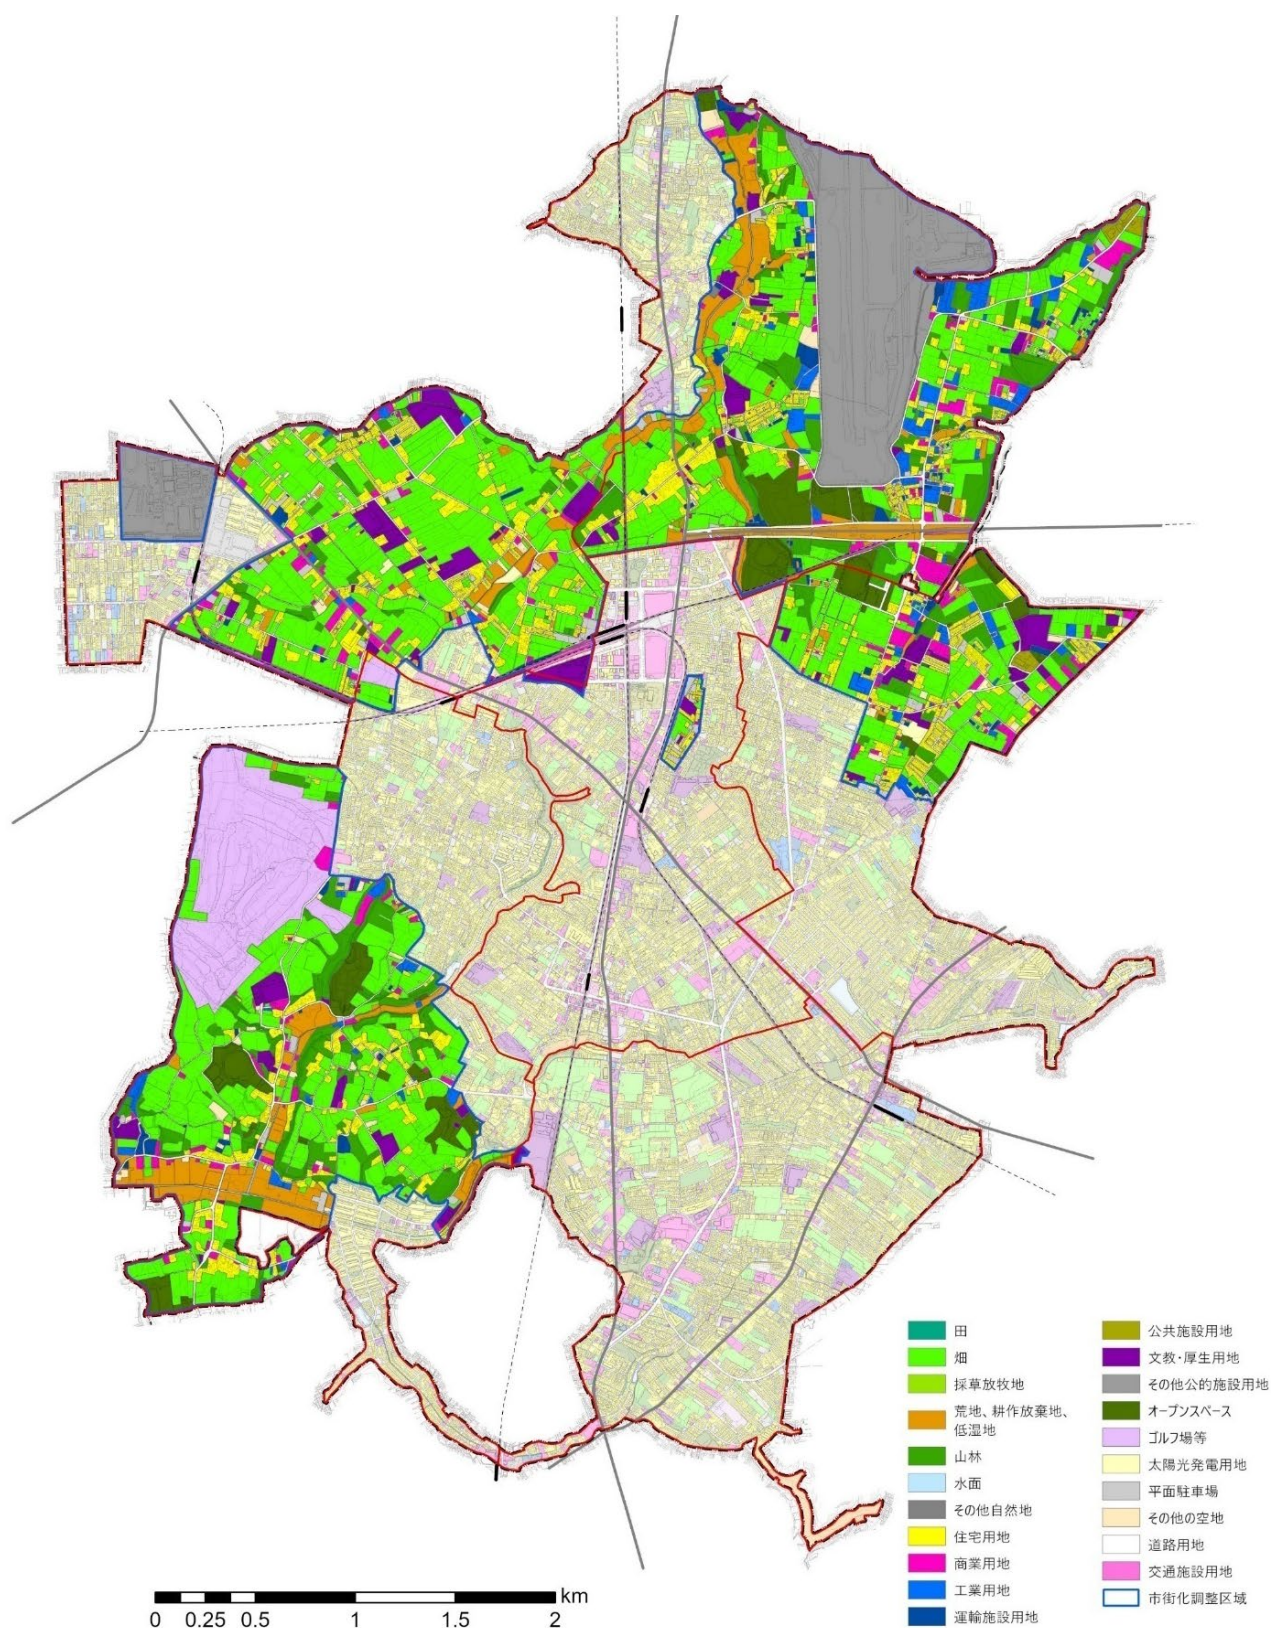 田
畑
採草放牧地
荒地、耕作放棄地、
低湿地
山林
水面
その他自然地
住宅用地
商業用地
工業用地
運輸施設用地
公共施設用地
文教・厚生用地
その他公的施設用地
オープンスペース
ゴルフ場等
太陽光発電用地
平面駐車場
その他の空地
道路用地
交通施設用地
市街化調整区域
km
0 0.25 0.5 1 1.5 2